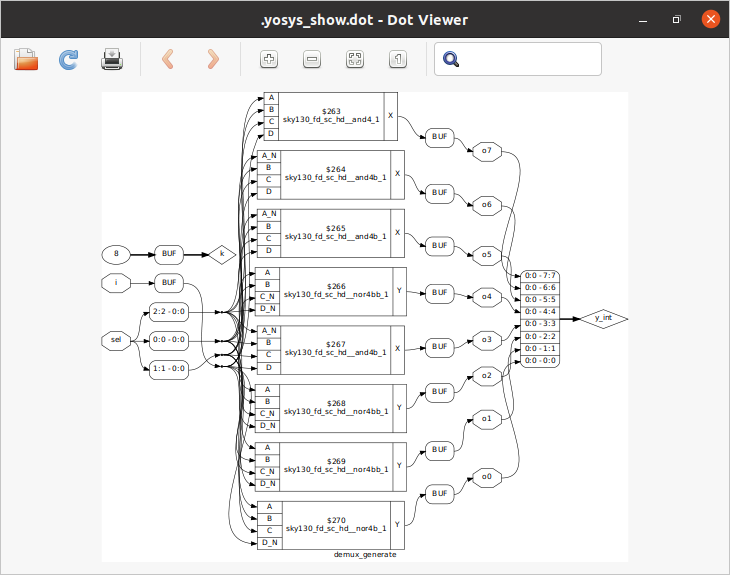 .yosys_show.dot - Dot Viewer
1
A
B
C
D
$263
sky130_fd_sc_hd__and4_1
X
BUF
o7
A_N
B
C
D
$264
sky130_fd_sc_hd__and4b_1
X
BUF
o6
A_N
B
C
D
$265
sky130_fd_sc_hd__and4b_1
X
BUF
o5
8
BUF
k
i
BUF
A
B
C_N
D_N
$266
sky130_fd_sc_hd__nor4bb_1
Y
BUF
o4
sel
2:2 - 0:0
0:0 - 0:0
1:1 - 0:0
A_N
B
C
D
$267
sky130_fd_sc_hd__and4b_1
X
BUF
o3
0:0 - 7:7
0:0 - 6:6
0:0 - 5:5
0:0 - 4:4
0:0 - 3:3
0:0 - 2:2
0:0 - 1:1
0:0 - 0:0
y_int
A
B
C_N
D_N
$268
sky130_fd_sc_hd__nor4bb_1
Y
BUF
o2
A
B
C_N
D_N
$269
sky130_fd_sc_hd__nor4bb_1
Y
BUF
o1
A
B
C
D_N
$270
sky130_fd_sc_hd__nor4b_1
Y
BUF
o0
demux_generate